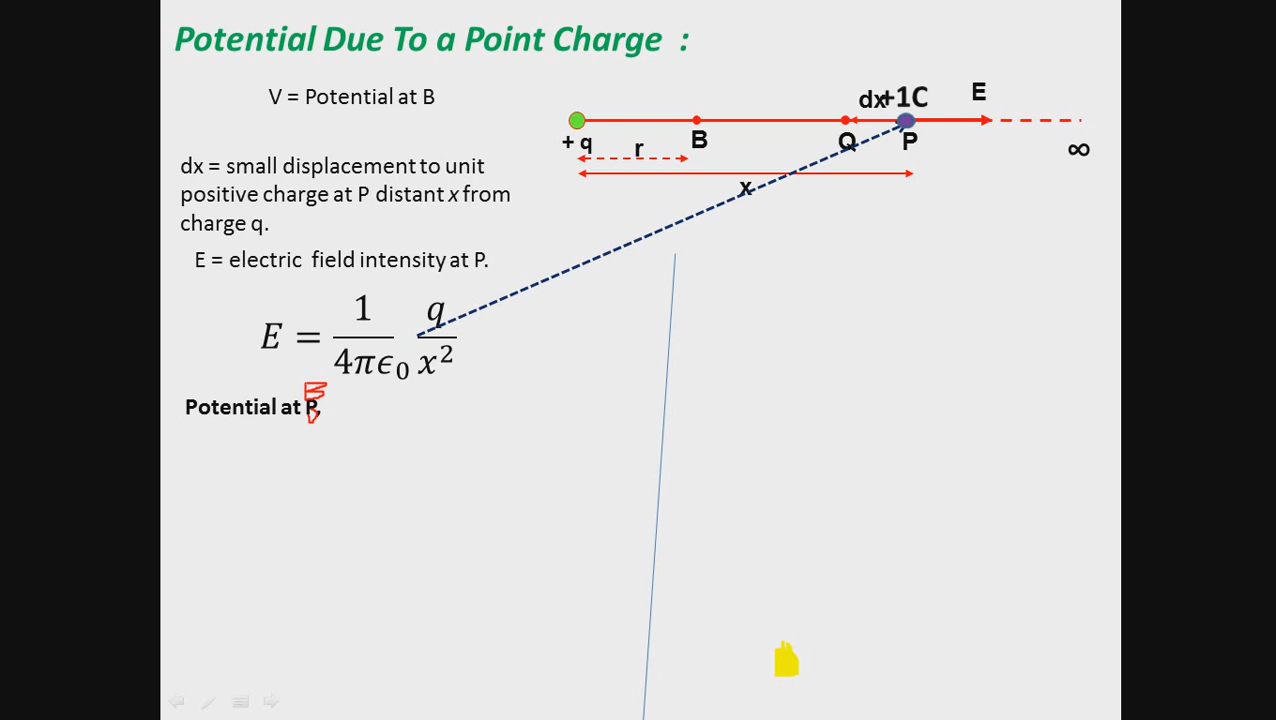 Potential Due To a Point Charge :
V = Potential at B
dx +1C E
+ q B Q P ∞
r
x
dx = small displacement to unit
positive charge at P distant x from
charge q.
E = electric field intensity at P.
E = 1/4πϵ₀ q/x²
Potential at P,